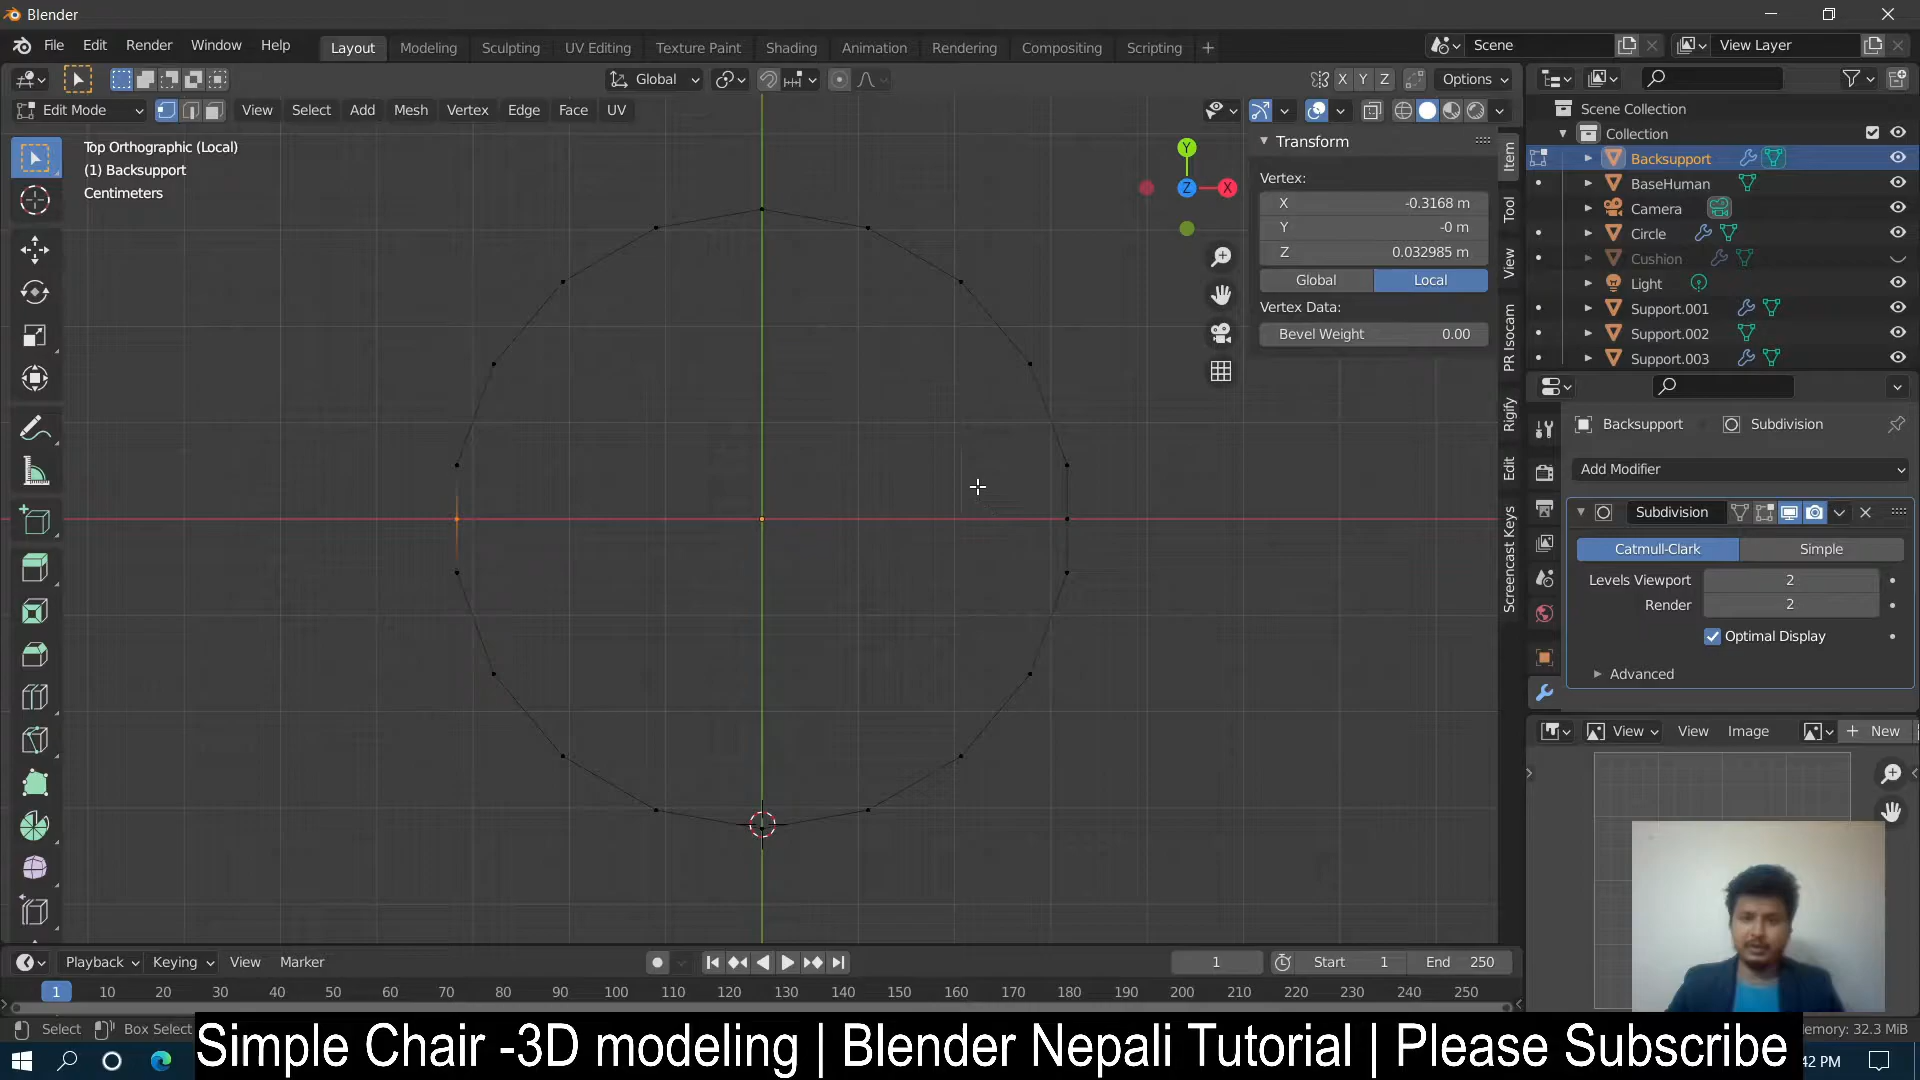 Blender
File Edit Render Window Help Layout Modeling Sculpting UV Editing Texture Paint Shading Animation Rendering Compositing Scripting + Scene View Layer
Global X Y Z Options
Edit Mode View Select Add Mesh Vertex Edge Face UV
Top Orthographic (Local)
(1) Backsupport
Centimeters
Y
Z
X
Transform
Vertex:
X -0.3168 m
Y -0 m
Z 0.032985 m
Global Local
Vertex Data:
Bevel Weight 0.00
Item
Tool
View
PR Isocam
Rigify
Edit
Screencast Keys
Scene Collection
Collection
Backsupport
BaseHuman
Camera
Circle
Cushion
Light
Support.001
Support.002
Support.003
Backsupport Subdivision
Add Modifier
Subdivision
Catmull-Clark Simple
Levels Viewport 2
Render 2
Optimal Display
Advanced
View View Image New
Playback Keying View Marker 1 Start 1 End 250
1 10 20 30 40 50 60 70 80 90 100 110 120 130 140 150 160 170 180 190 200 210 220 230 240 250
Select Box Select
Memory: 32.3 MiB
Simple Chair -3D modeling | Blender Nepali Tutorial | Please Subscribe
42 PM